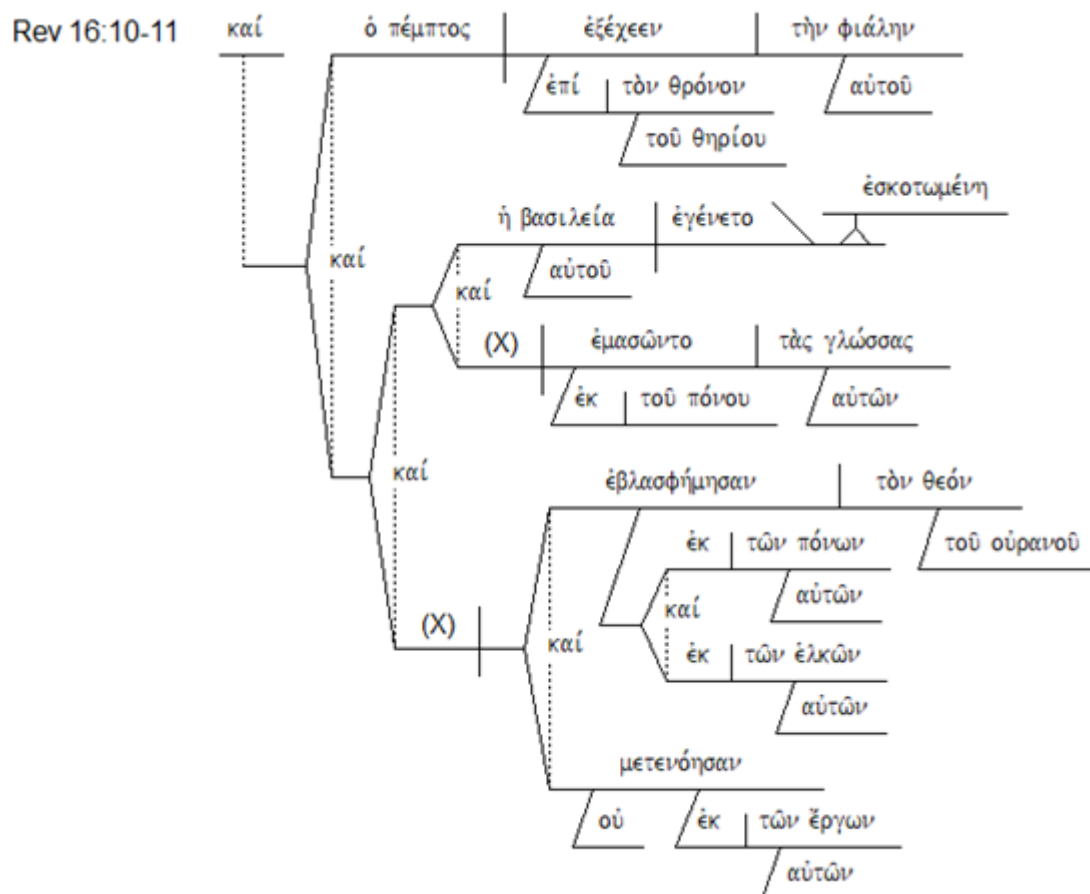 Rev 16:10-11 καί ὁ πέμπτος ἐξέχεεν τὴν φιάλην
ἐπί τὸν θρόνον αὐτοῦ
τοῦ θηρίου
ἐσκοτωμένη
ἡ βασιλεία ἐγένετο
καί
αὐτοῦ
καί
(X) ἐμασῶντο τὰς γλώσσας
ἐκ τοῦ πόνου αὐτῶν
καί
ἐβλασφήμησαν τὸν θεόν
ἐκ τῶν πόνων τοῦ οὐρανοῦ
αὐτῶν
καί
(X)
καί
ἐκ τῶν ἑλκῶν
αὐτῶν
μετενόησαν
οὐ ἐκ τῶν ἔργων
αὐτῶν